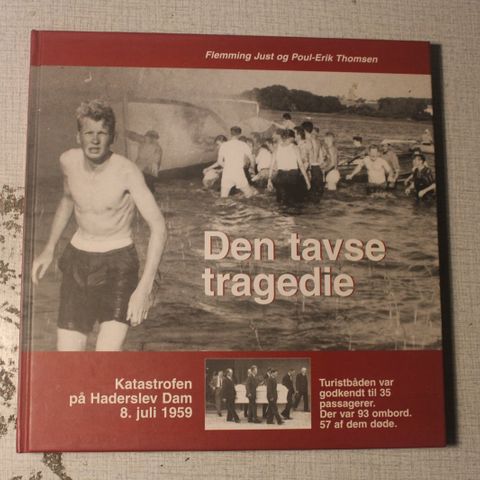 Flemming Just og Poul-Erik Thomsen
Den tavse
tragedie
Katastrofen
på Haderslev Dam
8. juli 1959
Turistbåden var
godkendt til 35
passagerer.
Der var 93 ombord.
57 af dem døde.